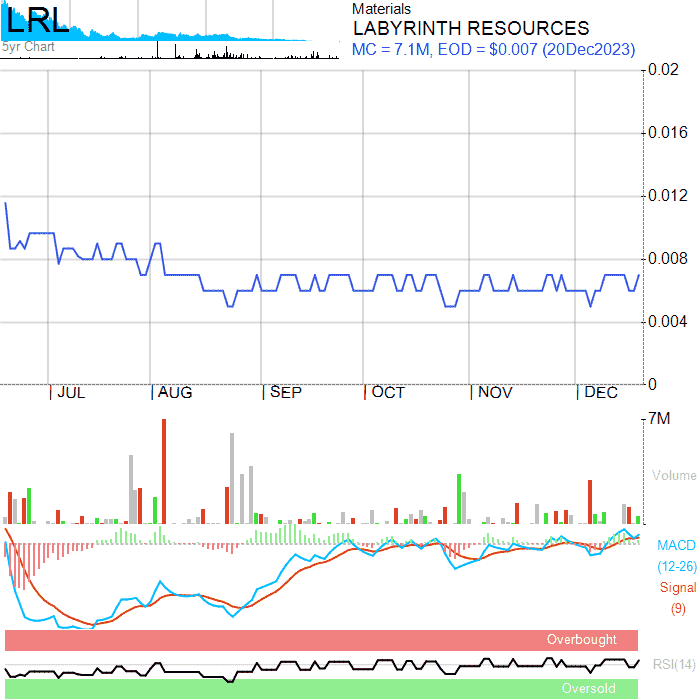 LRL
5yr Chart
Materials
LABYRINTH RESOURCES
MC = 7.1M, EOD = $0.007 (20Dec2023)
0.02
0.016
0.012
0.008
0.004
0
JUL AUG SEP OCT NOV DEC
7M
Volume
MACD
(12-26)
Signal
(9)
Overbought
RSI(14)
Oversold